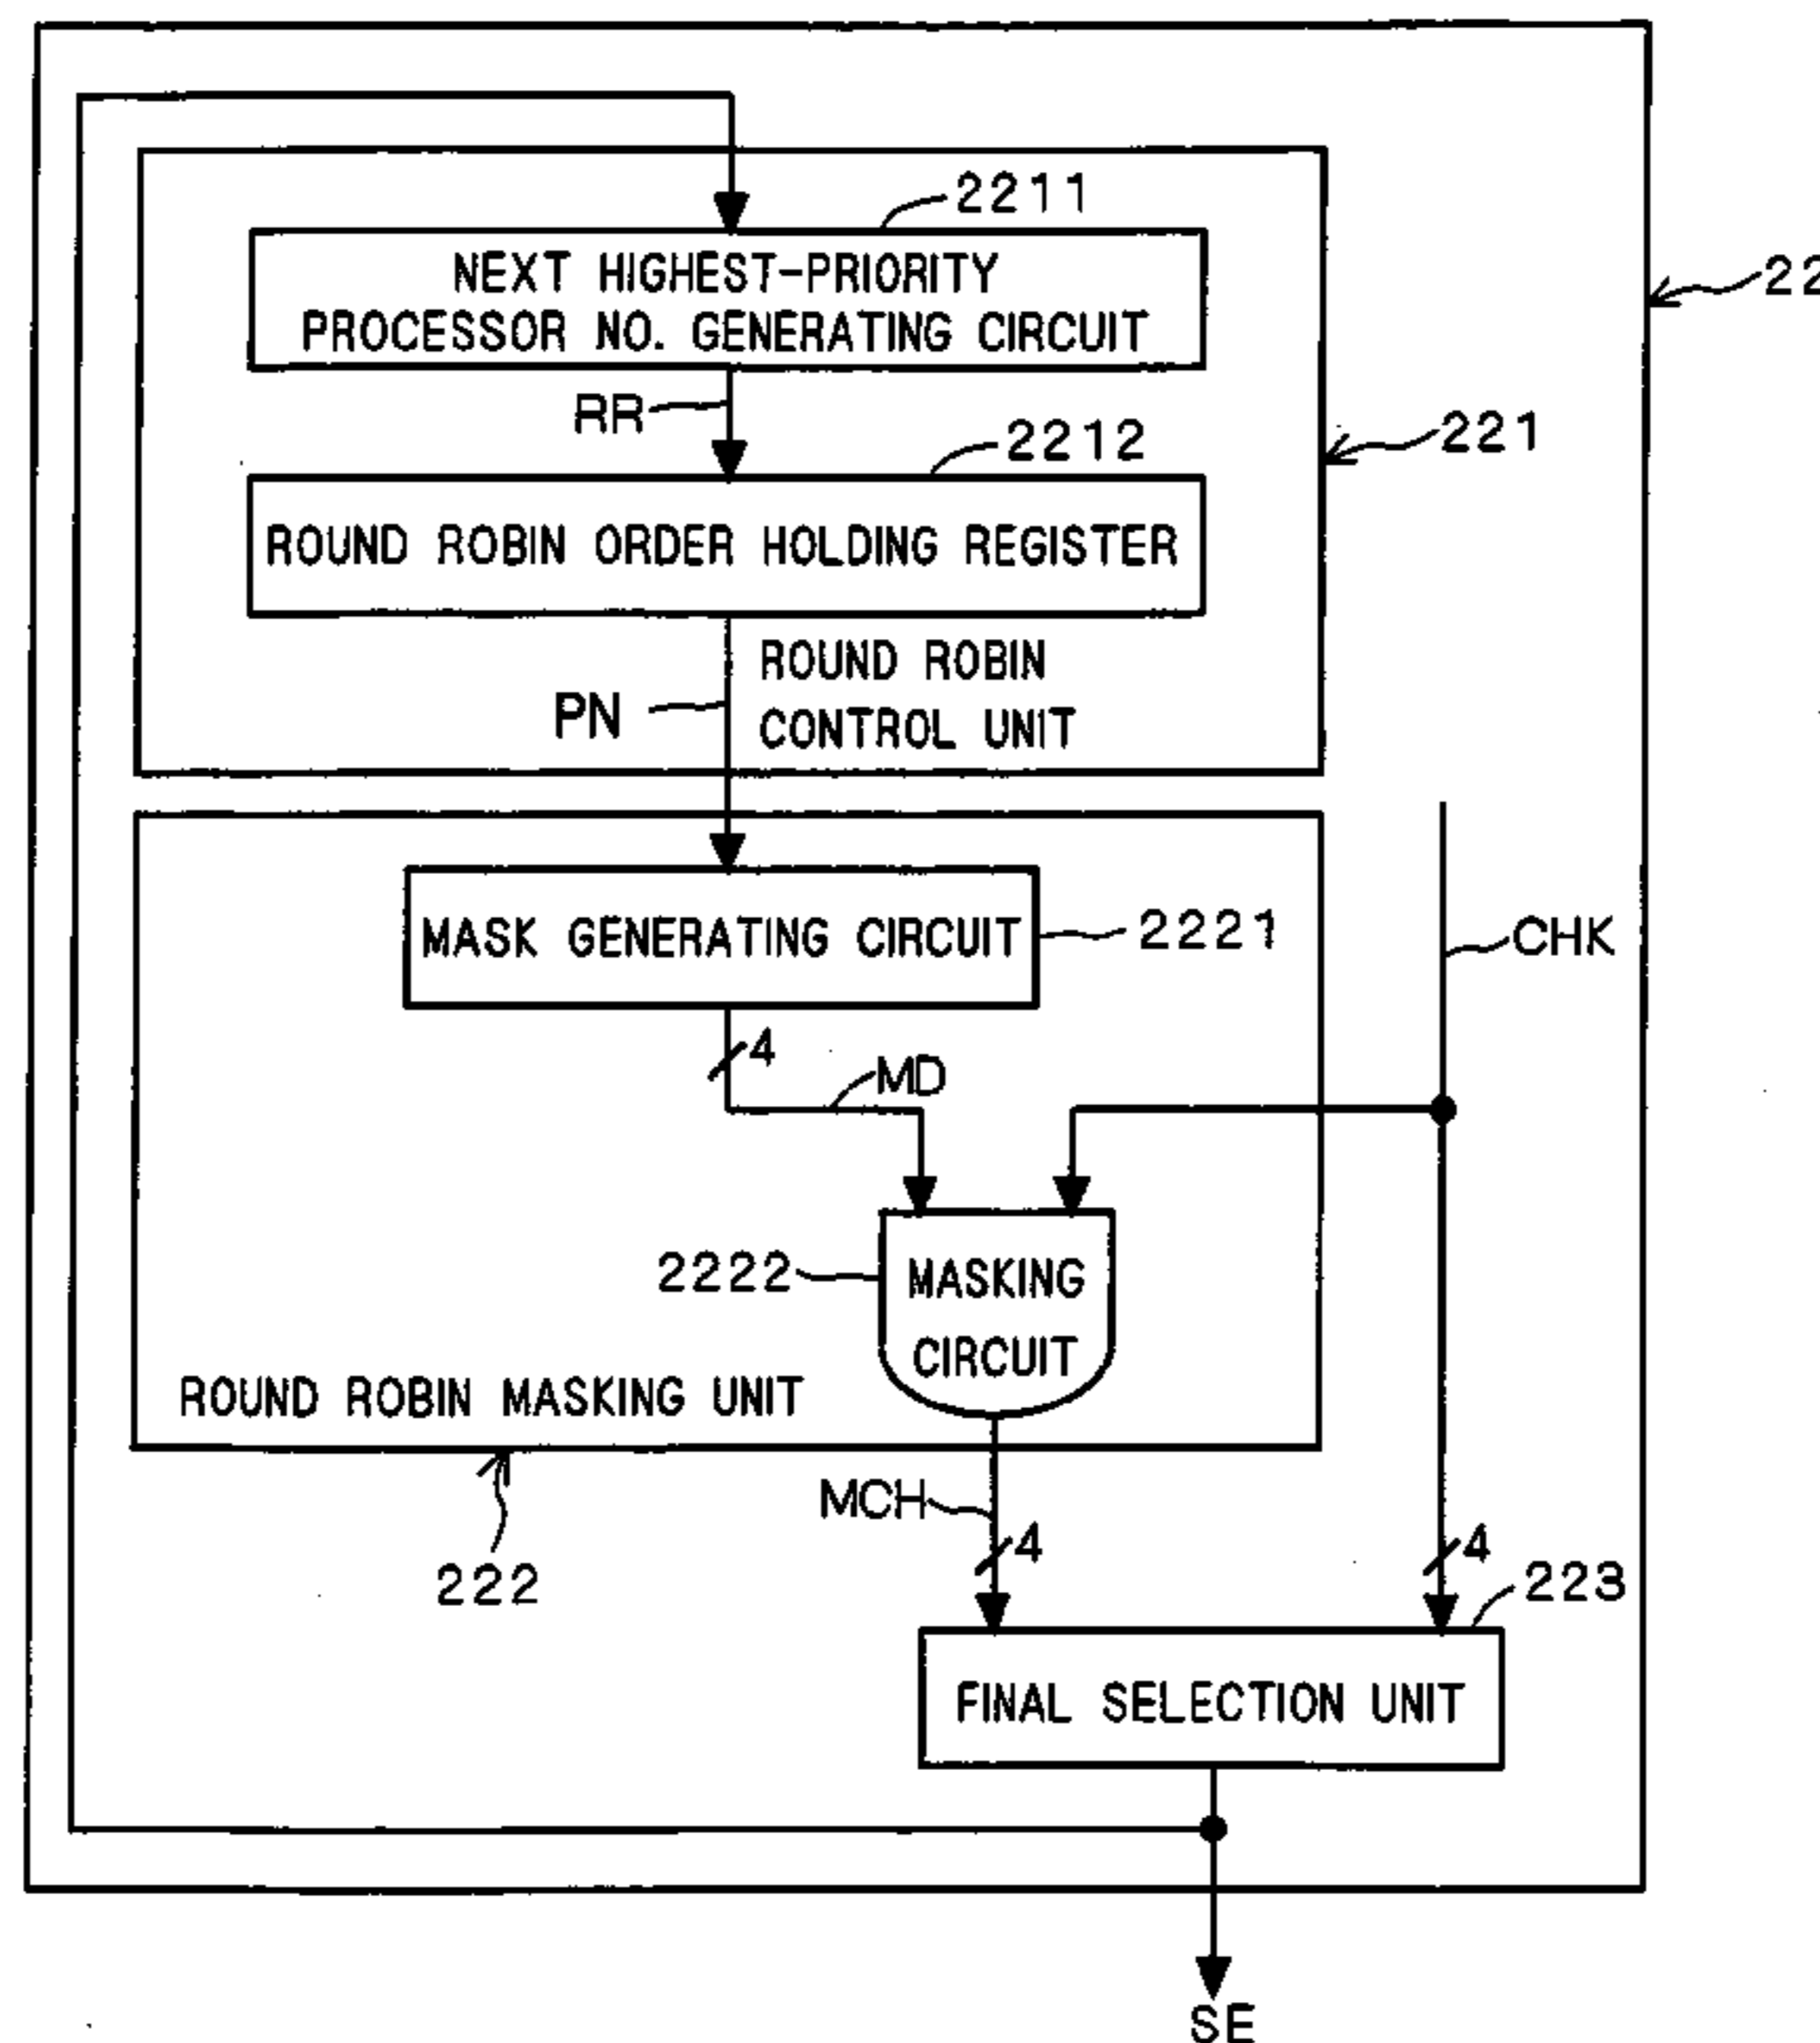 2211
NEXT HIGHEST-PRIORITY
PROCESSOR NO. GENERATING CIRCUIT
22
RR
2212
221
ROUND ROBIN ORDER HOLDING REGISTER
ROUND ROBIN
CONTROL UNIT
PN
MASK GENERATING CIRCUIT
2221
CHK
4
MD
2222
MASKING
CIRCUIT
ROUND ROBIN MASKING UNIT
MCH
4
4
222
223
FINAL SELECTION UNIT
SE